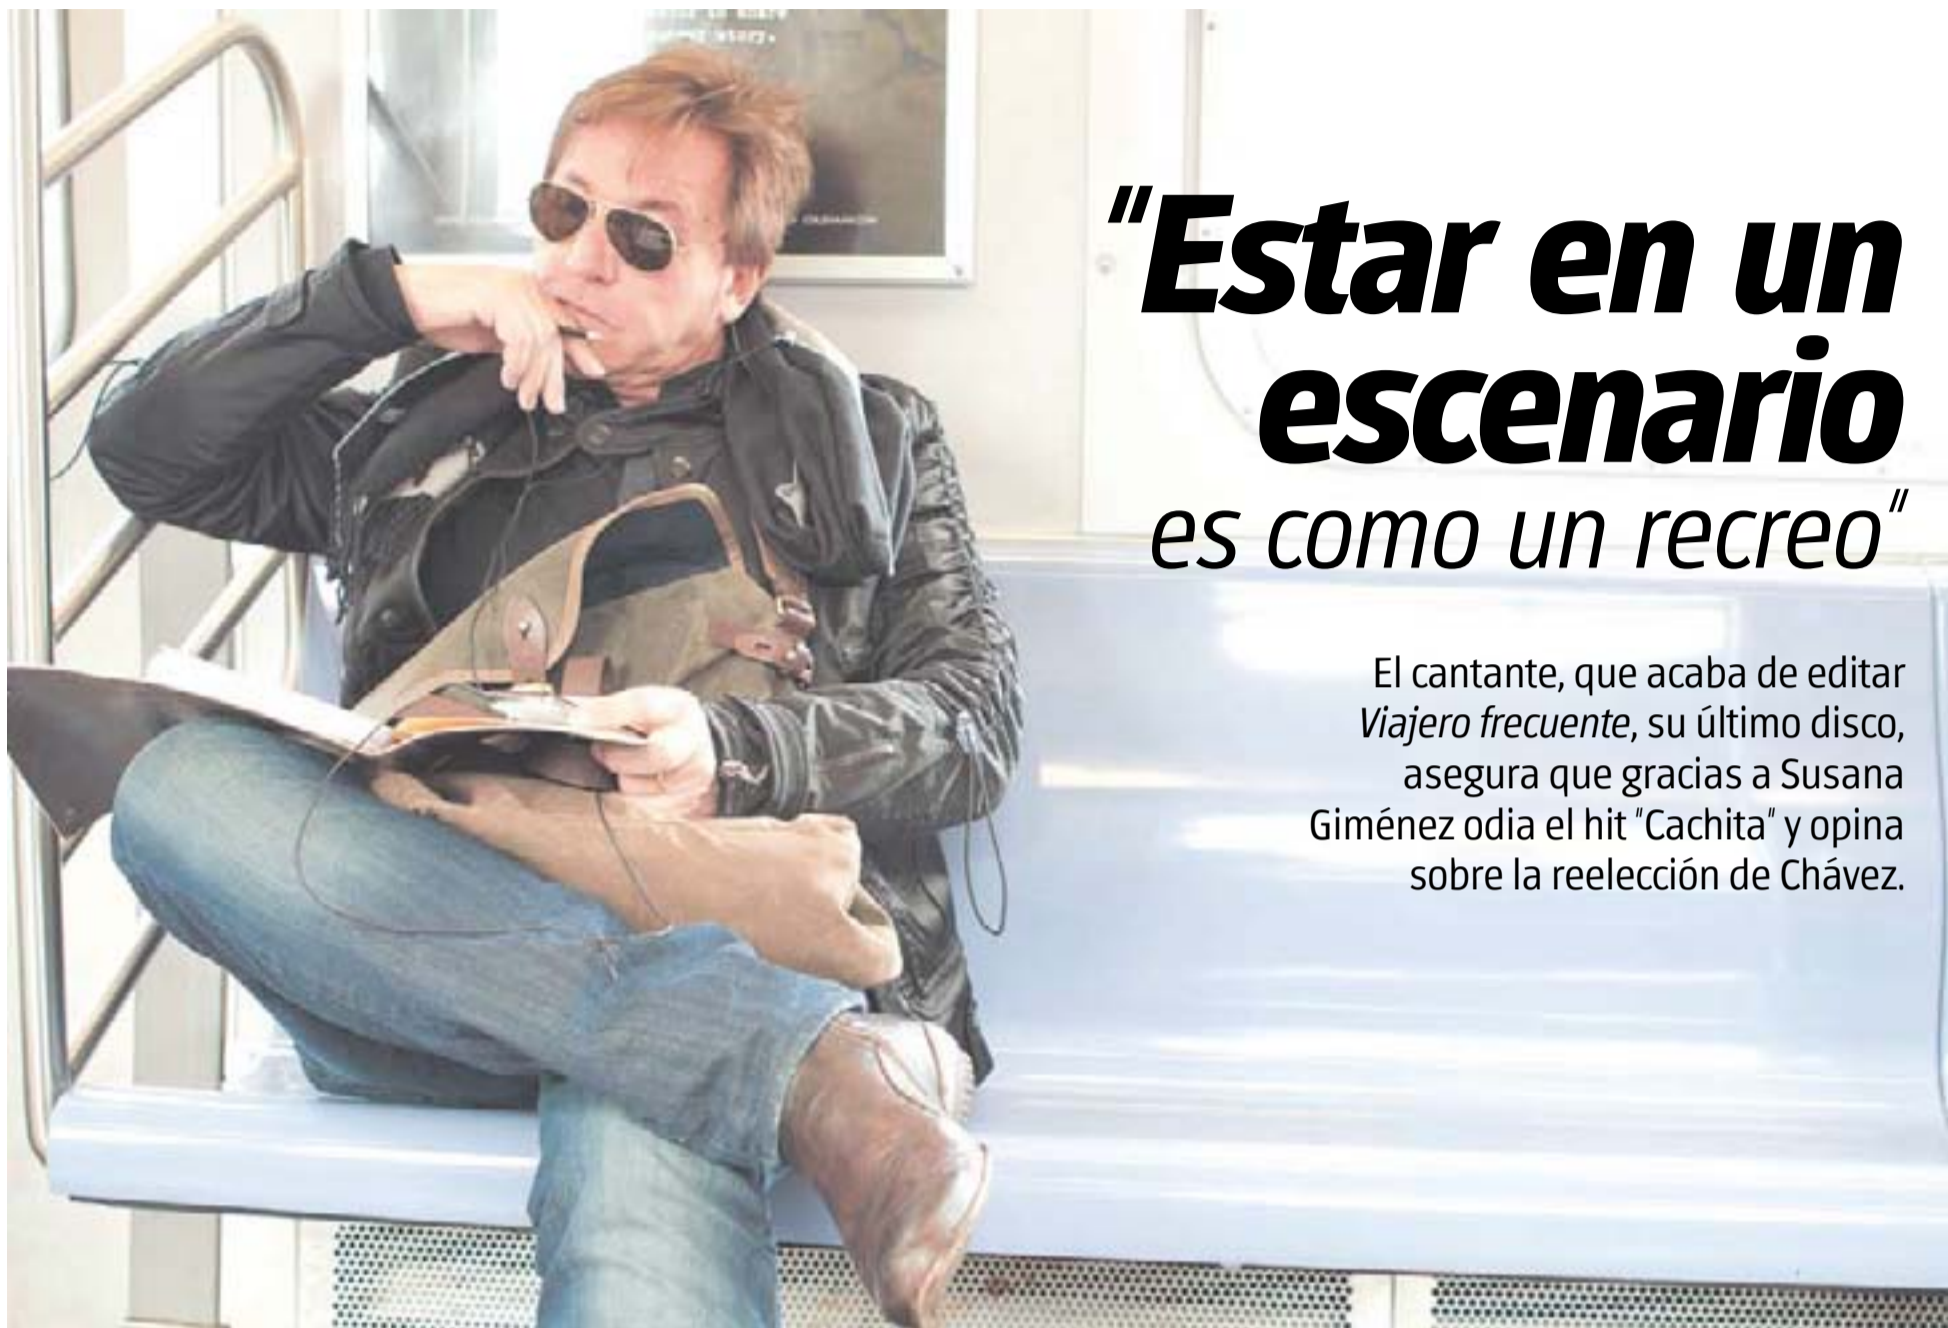 story.
“Estar en un
escenario
es como un recreo”
El cantante, que acaba de editar
Viajero frecuente, su último disco,
asegura que gracias a Susana
Giménez odia el hit "Cachita" y opina
sobre la reelección de Chávez.